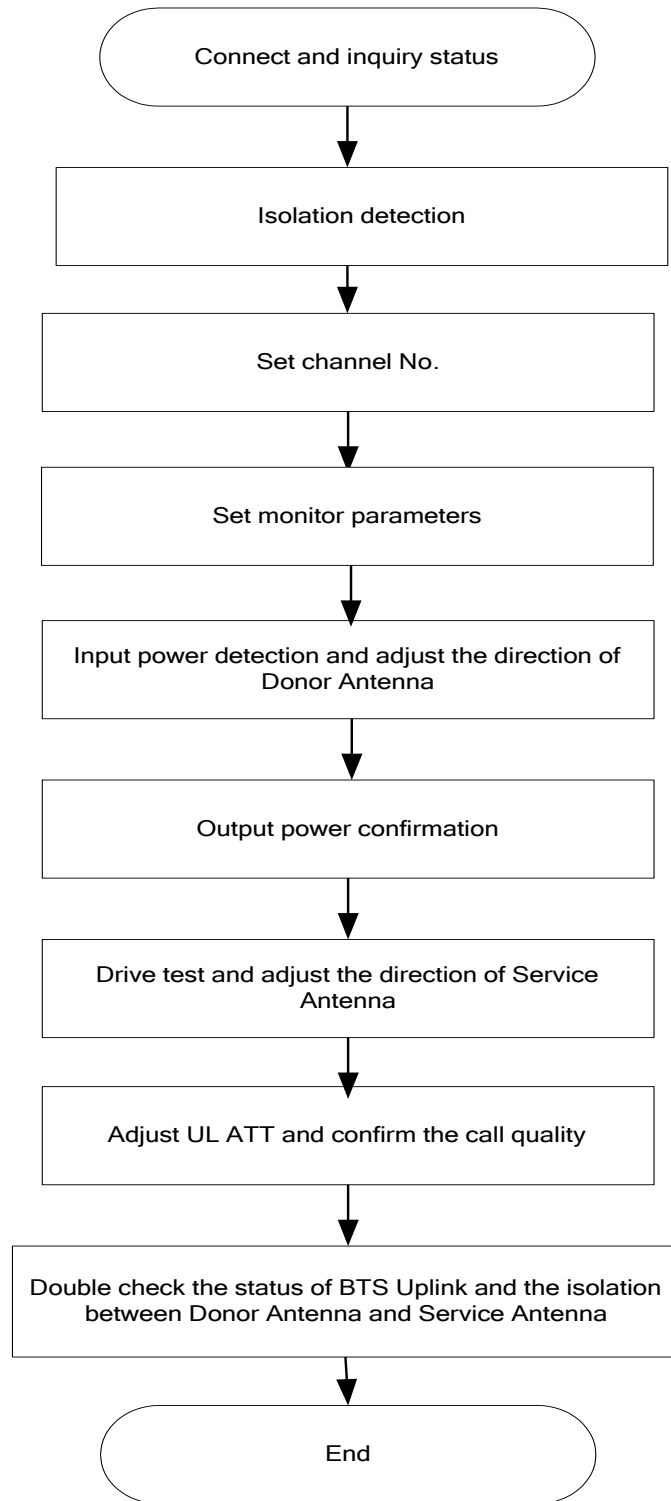 Connect and inquiry status
Isolation detection
Set channel No.
Set monitor parameters
Input power detection and adjust the direction of
Donor Antenna
Output power confirmation
Drive test and adjust the direction of Service
Antenna
Adjust UL ATT and confirm the call quality
Double check the status of BTS Uplink and the isolation
between Donor Antenna and Service Antenna
End